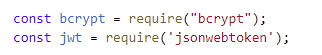 const bcrypt = require("bcrypt");
const jwt = require('jsonwebtoken');